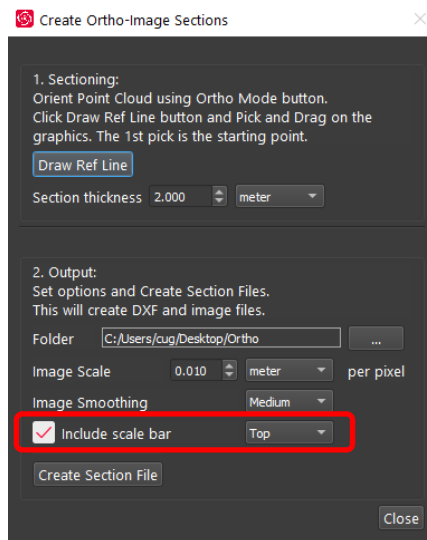 Create Ortho-Image Sections
1. Sectioning:
Orient Point Cloud using Ortho Mode button.
Click Draw Ref Line button and Pick and Drag on the
graphics. The 1st pick is the starting point.
Draw Ref Line
Section thickness 2.000 meter
2. Output:
Set options and Create Section Files.
This will create DXF and image files.
Folder C:/Users/cug/Desktop/Ortho ...
Image Scale 0.010 meter per pixel
Image Smoothing Medium
Include scale bar Top
Create Section File
Close